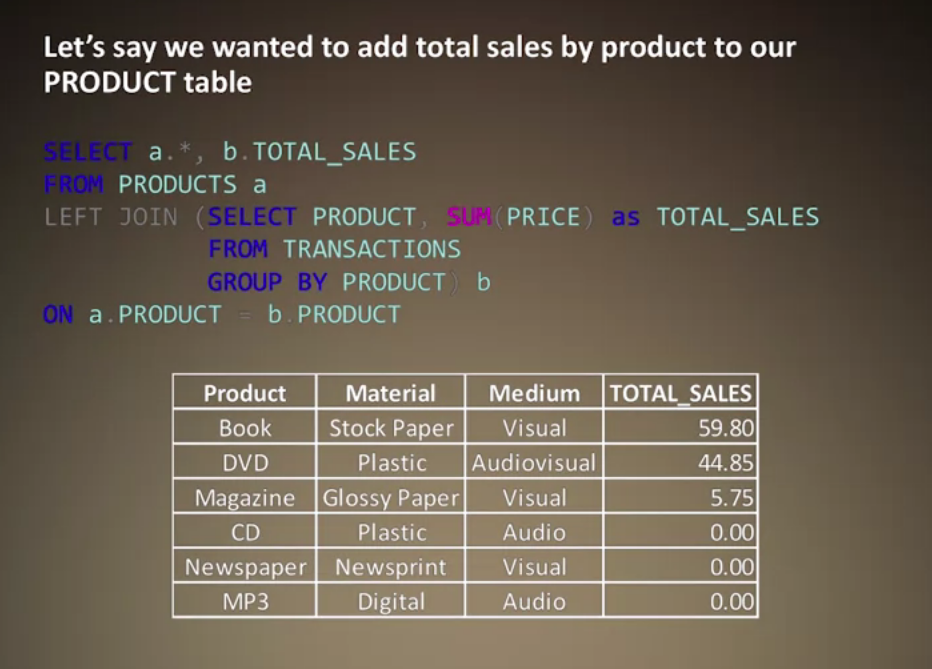 Let’s say we wanted to add total sales by product to our
PRODUCT table
SELECT a.*, b.TOTAL_SALES
FROM PRODUCTS a
LEFT JOIN (SELECT PRODUCT, SUM(PRICE) as TOTAL_SALES
FROM TRANSACTIONS
GROUP BY PRODUCT) b
ON a.PRODUCT = b.PRODUCT
Product Material Medium TOTAL_SALES
Book Stock Paper Visual 59.80
DVD Plastic Audiovisual 44.85
Magazine Glossy Paper Visual 5.75
CD Plastic Audio 0.00
Newspaper Newsprint Visual 0.00
MP3 Digital Audio 0.00